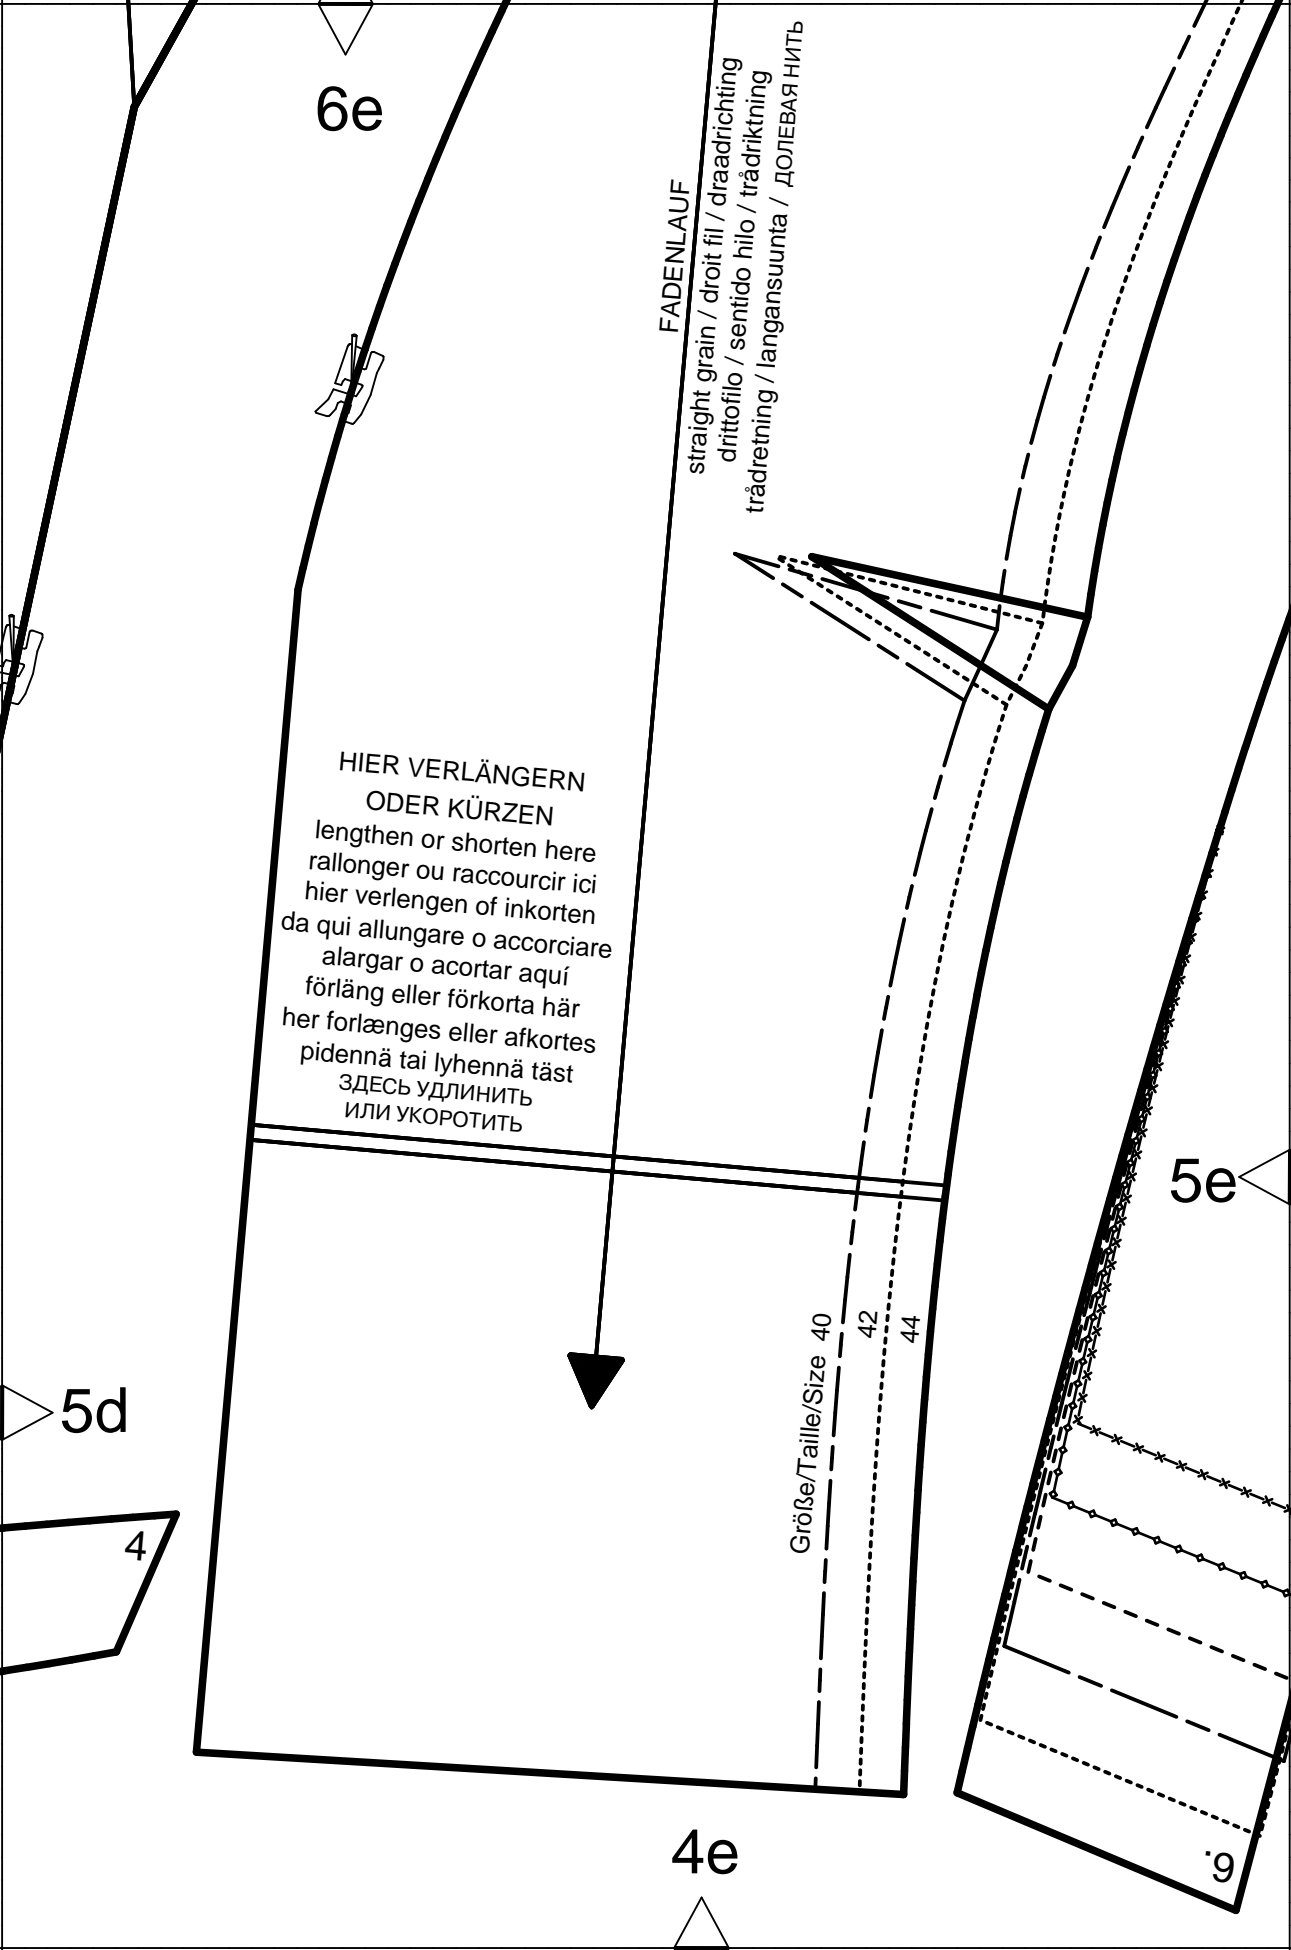 6e
FADENLAUF
straight grain / droit fil / draadrichting
drittofilo / sentido hilo / trådriktning
trådretning / langansuunta / ДОЛЕВАЯ НИТЬ
HIER VERLÄNGERN
ODER KÜRZEN
lengthen or shorten here
rallonger ou raccourcir ici
hier verlengen of inkorten
da qui allungare o accorciare
alargar o acortar aquí
förläng eller förkorta här
her forlænges eller afkortes
pidennä tai lyhennä täst
ЗДЕСЬ УДЛИНИТЬ
ИЛИ УКОРОТИТЬ
5e
Größe/Taille/Size 40
42
44
5d
4
4e
6.